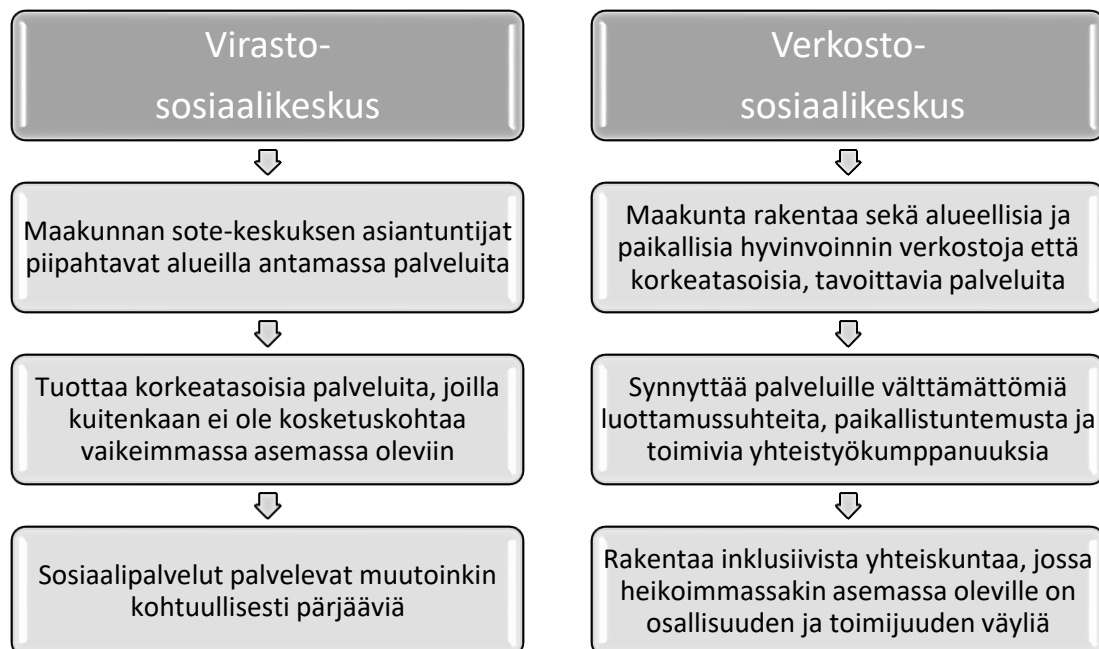 Virasto-
sosiaalikeskus
Maakunnan sote-keskuksen asiantuntijat
piipahtavat alueilla antamassa palveluita
Tuottaa korkeatasoisia palveluita, joilla
kuitenkaan ei ole kosketuskohtaa
vaikeimmassa asemassa oleviin
Sosiaalipalvelut palvelevat muutoinkin
kohtuullisesti pärjääviä
Verkosto-
sosiaalikeskus
Maakunta rakentaa sekä alueellisia ja
paikallisia hyvinvoinnin verkostoja että
korkeatasoisia, tavoittavia palveluita
Synnyttää palveluille välttämättömiä
luottamussuhteita, paikallistuntemusta ja
toimivia yhteistyökumppanuuksia
Rakentaa inklusiivista yhteiskuntaa, jossa
heikoimmassakin asemassa oleville on
osallisuuden ja toimijuuden väyliä